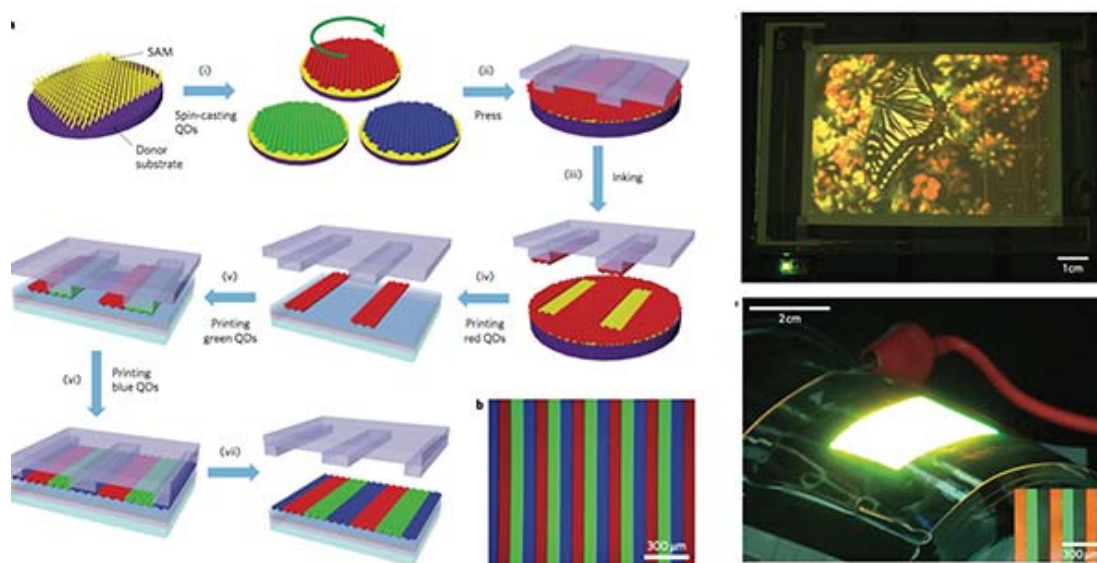 a
SAM
(i)
Spin-casting
QDs
Donor
substrate
(ii)
Press
(iii)
Inking
(iv)
Printing
red QDs
(v)
Printing
green QDs
(vi)
Printing
blue QDs
(vii)
b
300 µm
1cm
2cm
300 µm